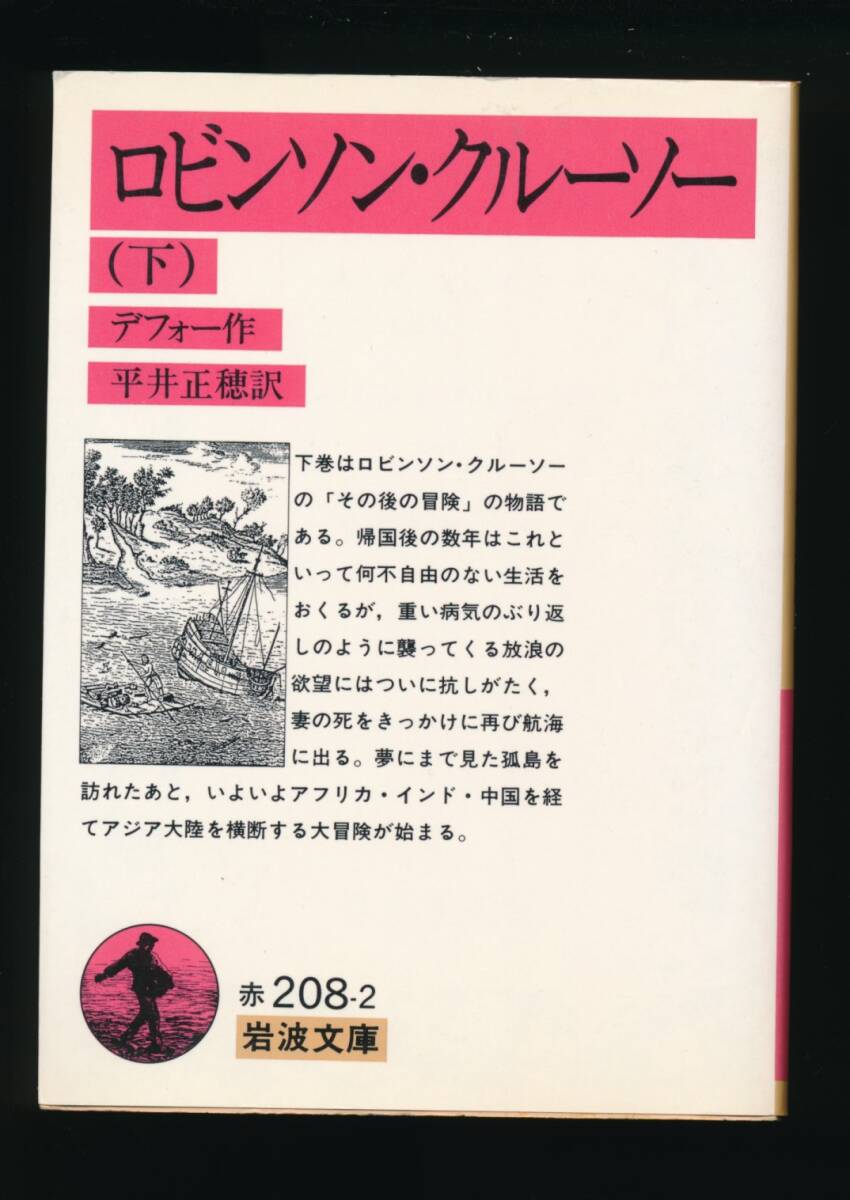 ロビンソン・クルーソー
(下)
デフォー作
平井正穂訳
下巻はロビンソン・クルーソー
の「その後の冒険」の物語で
ある。帰国後の数年はこれと
いって何不自由のない生活を
おくるが，重い病気のぶり返
しのように襲ってくる放浪の
欲望にはついに抗しがたく，
妻の死をきっかけに再び航海
に出る。夢にまで見た孤島を
訪れたあと，いよいよアフリカ・インド・中国を経
てアジア大陸を横断する大冒険が始まる。
赤 208-2
岩波文庫